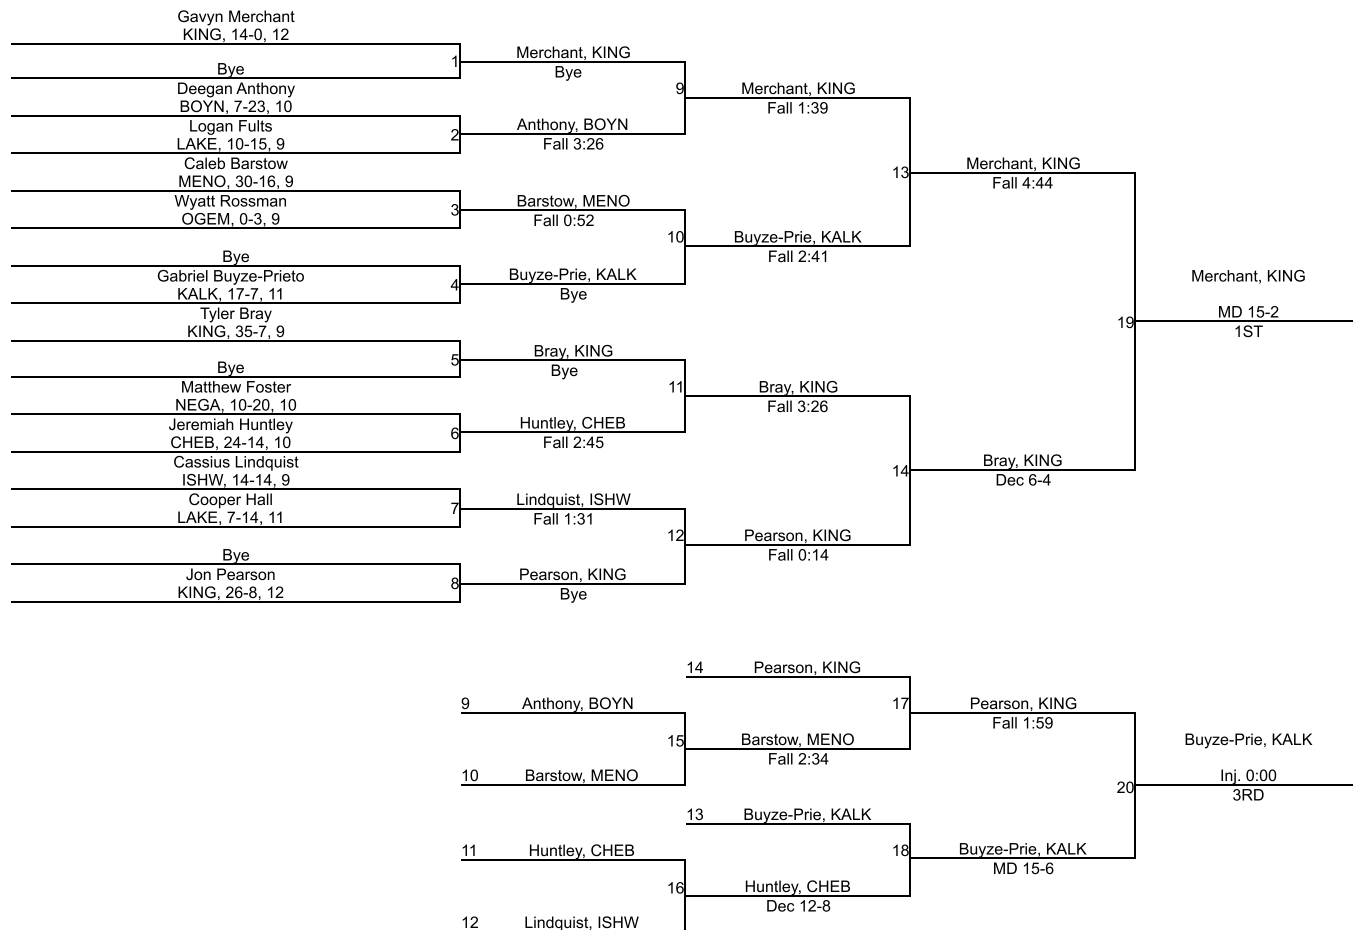 Gavyn Merchant
KING, 14-0, 12
Bye
1
Deegan Anthony
BOYN, 7-23, 10
Logan Fults
LAKE, 10-15, 9
2
Caleb Barstow
MENO, 30-16, 9
Wyatt Rossman
OGEM, 0-3, 9
3
Bye
Gabriel Buyze-Prieto
KALK, 17-7, 11
4
Tyler Bray
KING, 35-7, 9
Bye
5
Matthew Foster
NEGA, 10-20, 10
Jeremiah Huntley
CHEB, 24-14, 10
6
Cassius Lindquist
ISHW, 14-14, 9
Cooper Hall
LAKE, 7-14, 11
7
Bye
Jon Pearson
KING, 26-8, 12
8
Merchant, KING
Bye
9
Anthony, BOYN
Fall 3:26
Barstow, MENO
Fall 0:52
10
Buyze-Prie, KALK
Bye
Bray, KING
Bye
11
Huntley, CHEB
Fall 2:45
Lindquist, ISHW
Fall 1:31
12
Pearson, KING
Bye
Merchant, KING
Fall 1:39
13
Buyze-Prie, KALK
Fall 2:41
Bray, KING
Fall 3:26
14
Pearson, KING
Fall 0:14
Merchant, KING
Fall 4:44
19
Bray, KING
Dec 6-4
Merchant, KING
MD 15-2
1ST
14 Pearson, KING
9 Anthony, BOYN
17
15
Barstow, MENO
Fall 2:34
10 Barstow, MENO
13 Buyze-Prie, KALK
11 Huntley, CHEB
18
16
Huntley, CHEB
Dec 12-8
12 Lindquist, ISHW
Pearson, KING
Fall 1:59
20
Buyze-Prie, KALK
MD 15-6
Buyze-Prie, KALK
Inj. 0:00
3RD